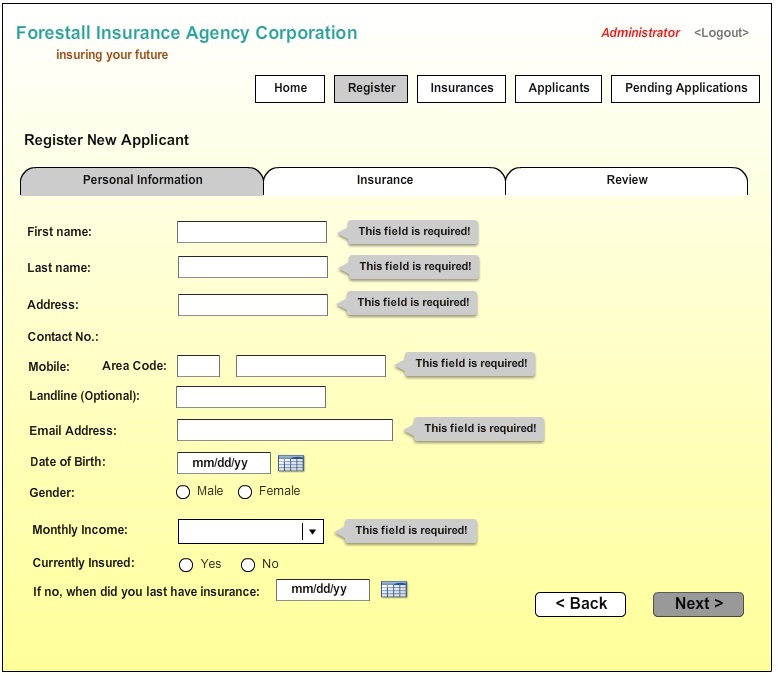 Forestall Insurance Agency Corporation
Administrator <Logout>
insuring your future
Home Register Insurances Applicants Pending Applications
Register New Applicant
Personal Information Insurance Review
First name: This field is required!
Last name: This field is required!
Address: This field is required!
Contact No.:
Mobile: Area Code: This field is required!
Landline (Optional):
Email Address: This field is required!
Date of Birth: mm/dd/yy
Gender: Male Female
Monthly Income: This field is required!
Currently Insured: Yes No
If no, when did you last have insurance: mm/dd/yy
< Back Next >